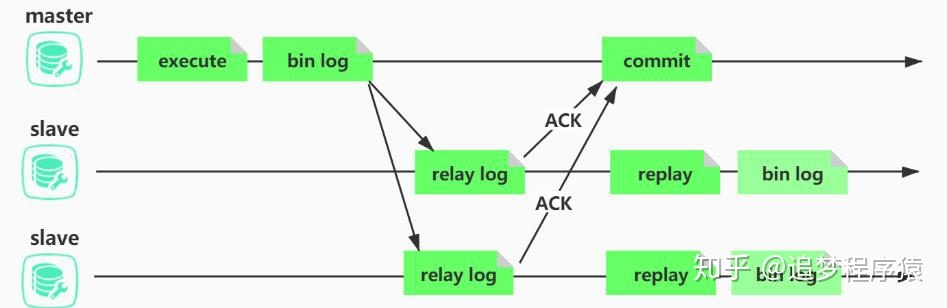 master
execute
bin log
commit
slave
ACK
relay log
replay
bin log
ACK
slave
relay log
replay
bin log
知乎 @追梦程序猿